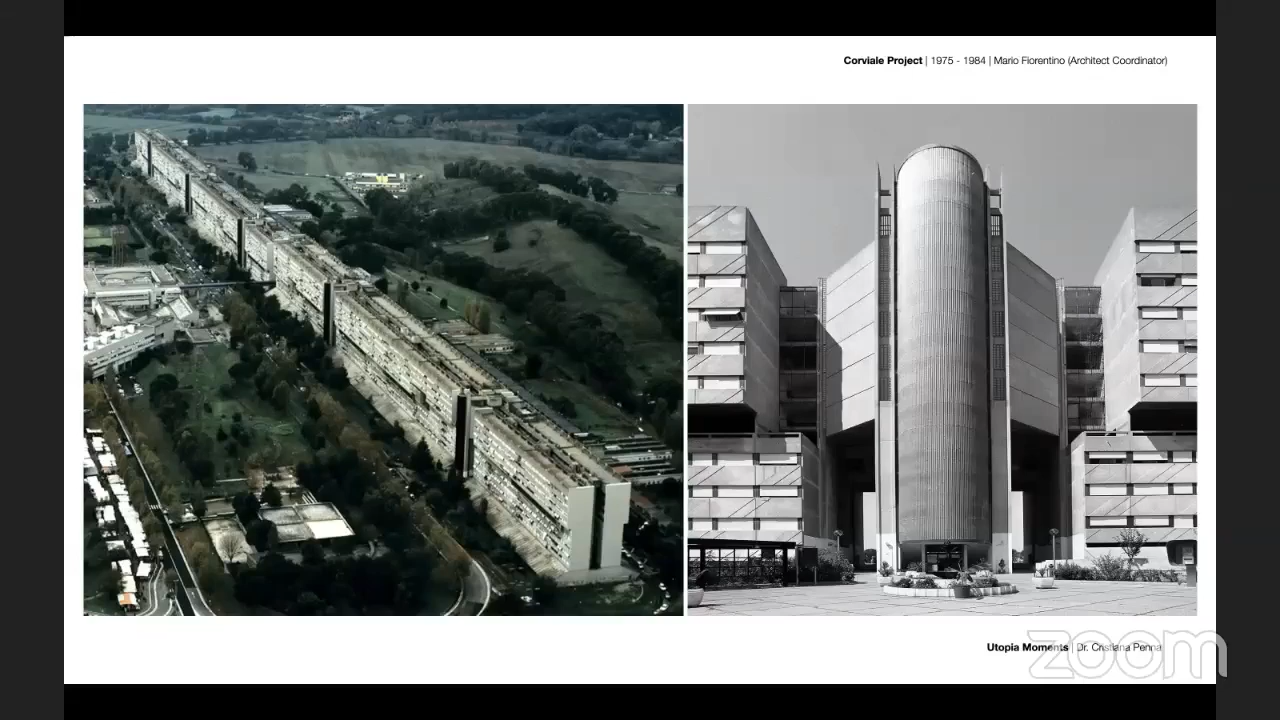 Corviale Project | 1975 - 1984 | Mario Fiorentino (Architect Coordinator)
Utopia Moments | Dr. Cristiana Penna
zoom